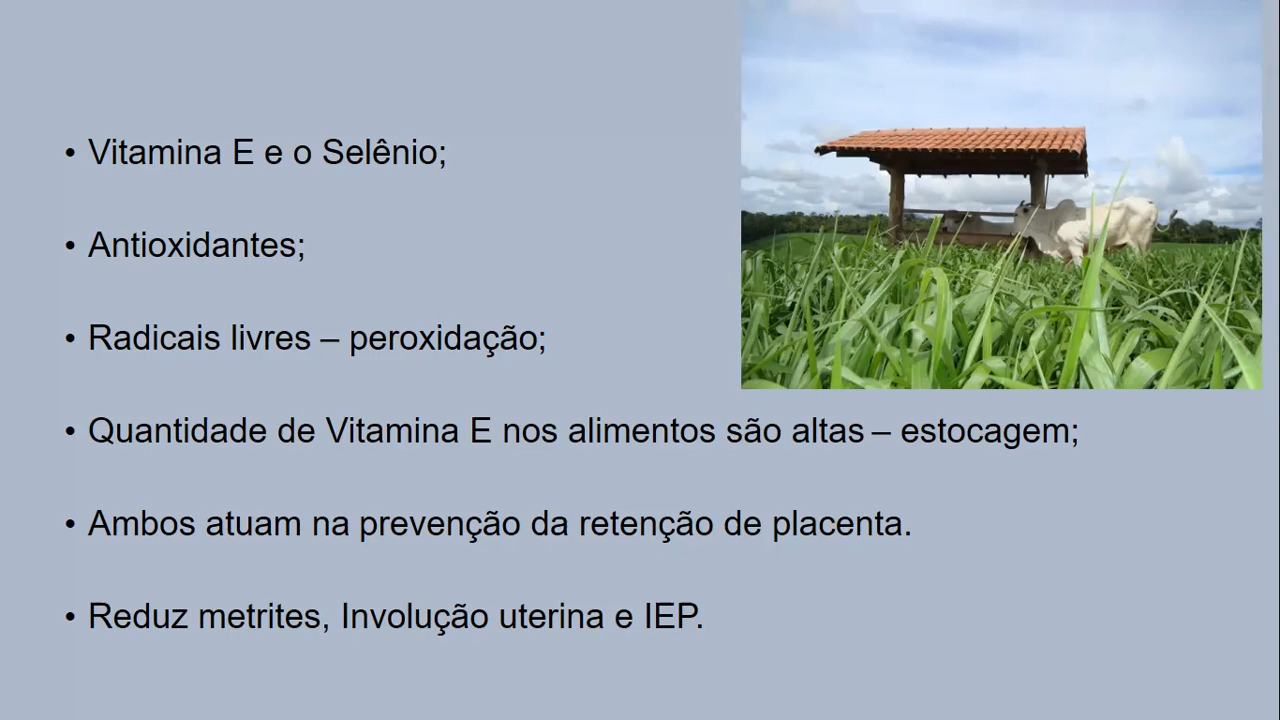 • Vitamina E e o Selênio;
• Antioxidantes;
• Radicais livres – peroxidação;
• Quantidade de Vitamina E nos alimentos são altas – estocagem;
• Ambos atuam na prevenção da retenção de placenta.
• Reduz metrites, Involução uterina e IEP.